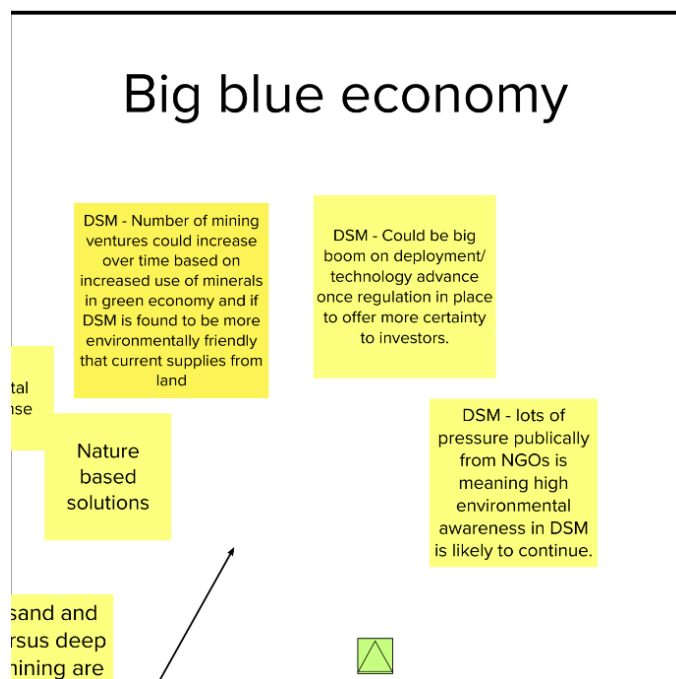 Big blue economy
DSM - Number of mining
ventures could increase
over time based on
increased use of minerals
in green economy and if
DSM is found to be more
environmentally friendly
that current supplies from
land
DSM - Could be big
boom on deployment/
technology advance
once regulation in place
to offer more certainty
to investors.
DSM - lots of
pressure publically
from NGOs is
meaning high
environmental
awareness in DSM
is likely to continue.
Nature
based
solutions
sand and
deep
are